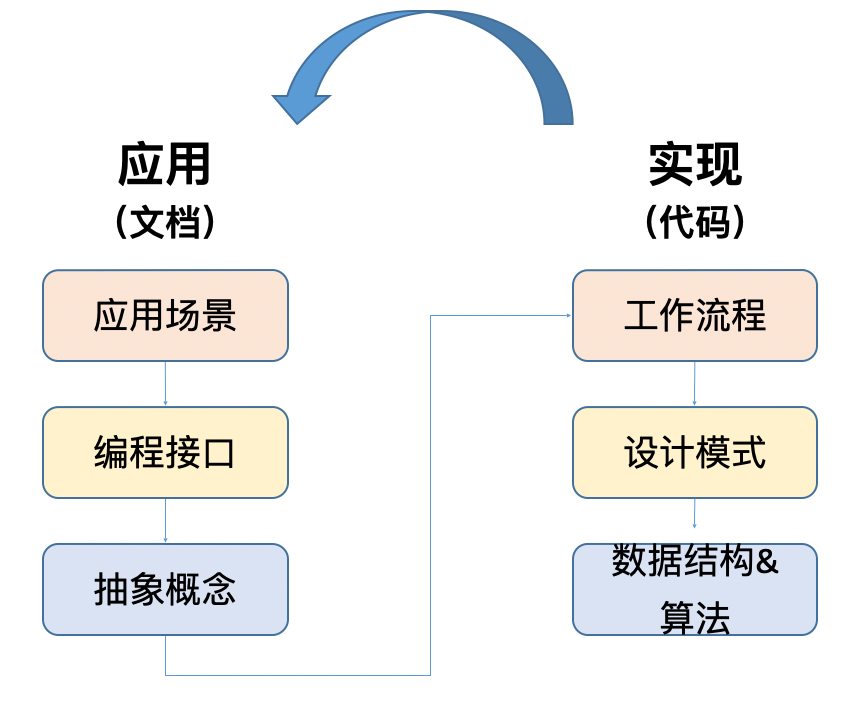 应用
（文档）
应用场景
编程接口
抽象概念
实现
（代码）
工作流程
设计模式
数据结构&
算法